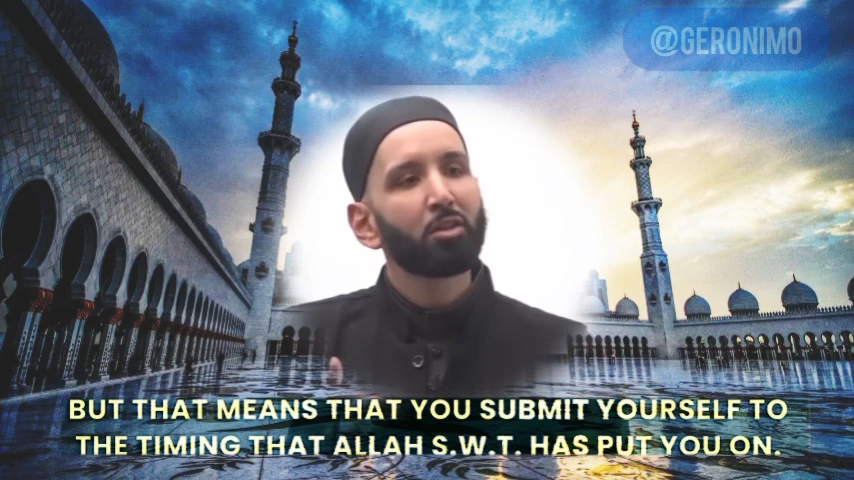 @GERONIMO
BUT THAT MEANS THAT YOU SUBMIT YOURSELF TO
THE TIMING THAT ALLAH S.W.T. HAS PUT YOU ON.